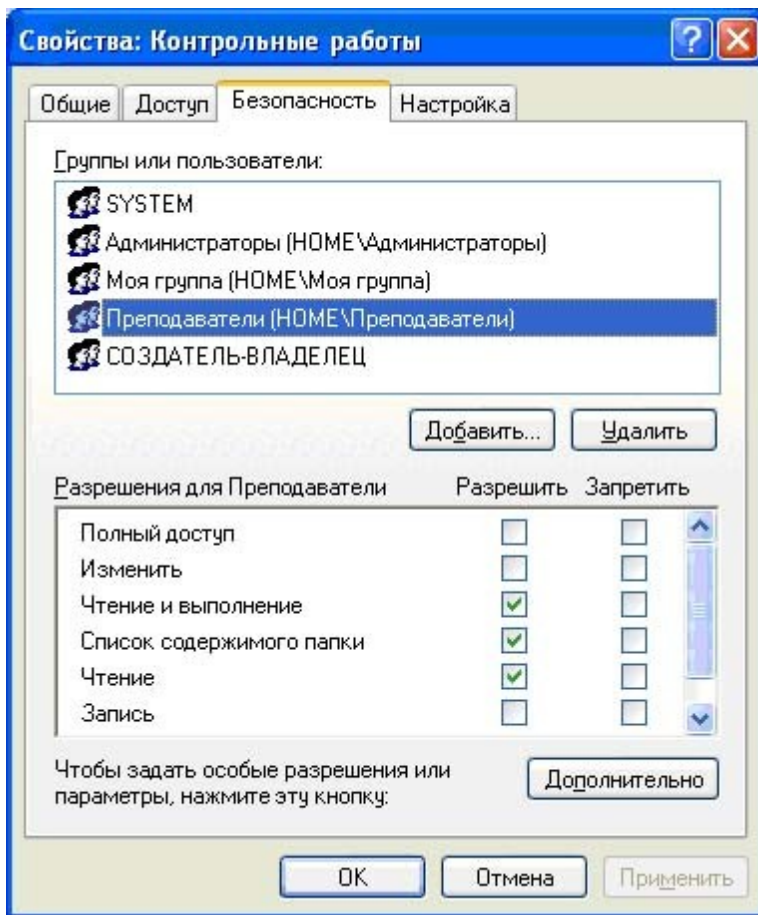 Свойства: Контрольные работы
Общие Доступ Безопасность Настройка
Группы или пользователи:
SYSTEM
Администраторы (HOME\Администраторы)
Моя группа (HOME\Моя группа)
Преподаватели (HOME\Преподаватели)
СОЗДАТЕЛЬ-ВЛАДЕЛЕЦ
Добавить... Удалить
Разрешения для Преподаватели Разрешить Запретить
Полный доступ
Изменить
Чтение и выполнение
Список содержимого папки
Чтение
Запись
Чтобы задать особые разрешения или
параметры, нажмите эту кнопку:
Дополнительно
OK Отмена Применить